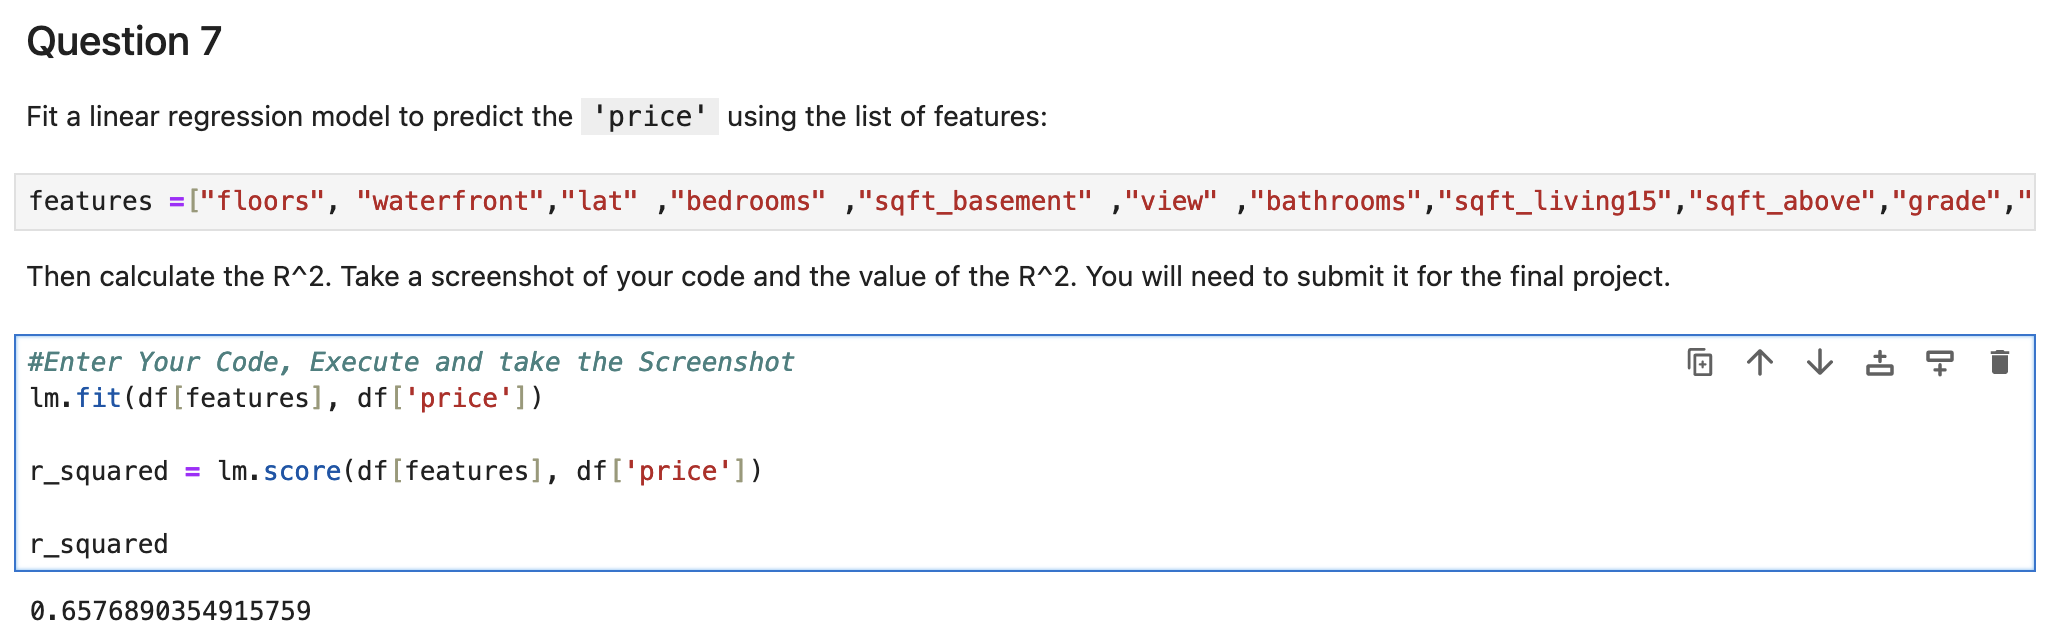 Question 7
Fit a linear regression model to predict the 'price' using the list of features:
features =["floors", "waterfront","lat" ,"bedrooms" ,"sqft_basement" ,"view" ,"bathrooms","sqft_living15","sqft_above","grade","
Then calculate the R^2. Take a screenshot of your code and the value of the R^2. You will need to submit it for the final project.
#Enter Your Code, Execute and take the Screenshot
lm.fit(df[features], df['price'])
r_squared = lm.score(df[features], df['price'])
r_squared
0.6576890354915759